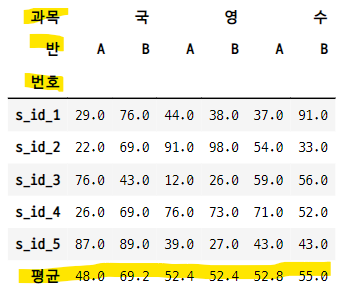 과목 국 영 수
반 A B A B A B
번호
s_id_1 29.0 76.0 44.0 38.0 37.0 91.0
s_id_2 22.0 69.0 91.0 98.0 54.0 33.0
s_id_3 76.0 43.0 12.0 26.0 59.0 56.0
s_id_4 26.0 69.0 76.0 73.0 71.0 52.0
s_id_5 87.0 89.0 39.0 27.0 43.0 43.0
평균 48.0 69.2 52.4 52.4 52.8 55.0